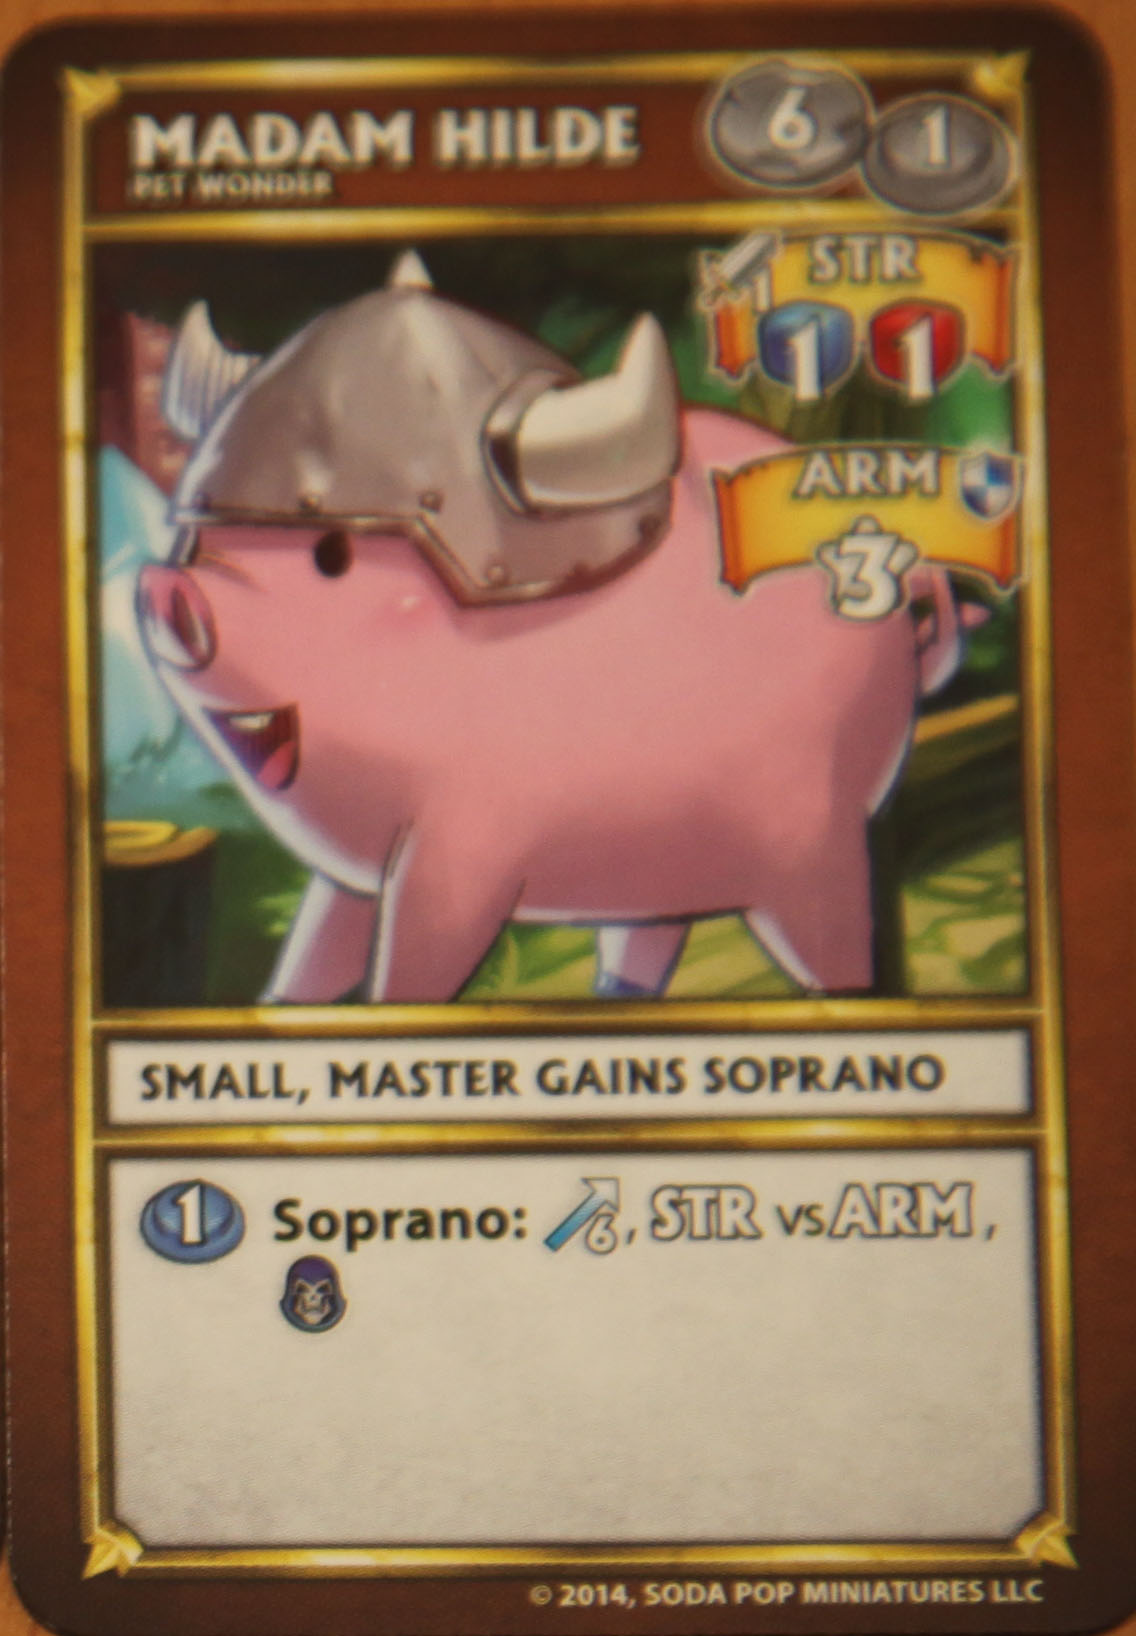 MADAM HILDE
PET WONDER
6 1
STR
1
1 1
ARM
3
SMALL, MASTER GAINS SOPRANO
1 Soprano: 6, STR vs ARM,
© 2014, SODA POP MINIATURES LLC